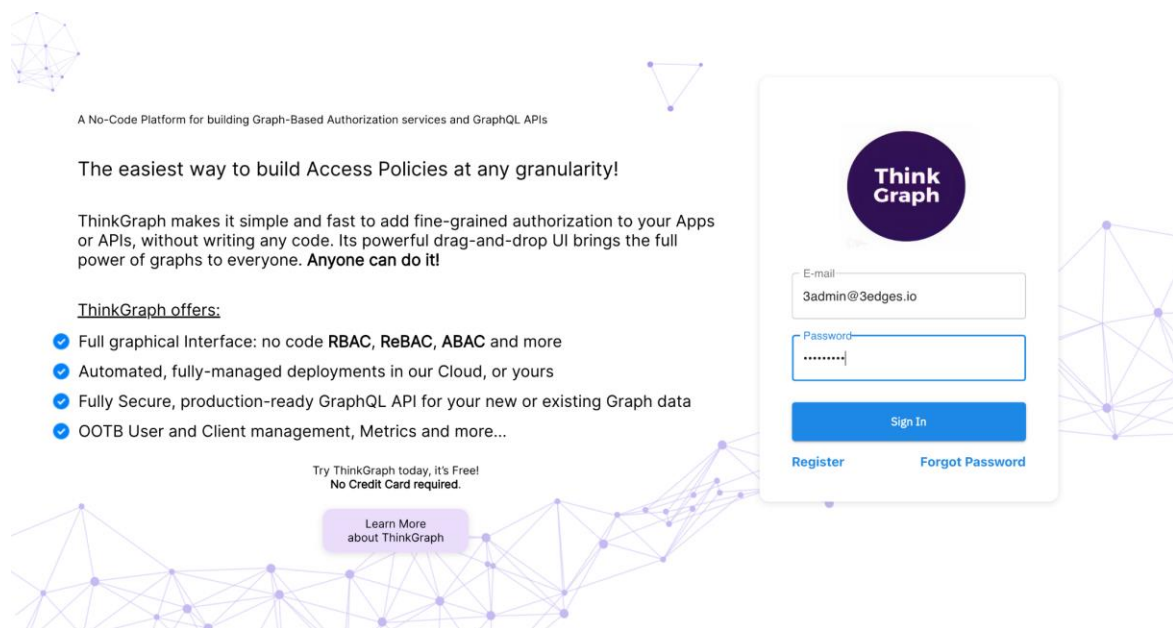 A No-Code Platform for building Graph-Based Authorization services and GraphQL APIs
The easiest way to build Access Policies at any granularity!
ThinkGraph makes it simple and fast to add fine-grained authorization to your Apps
or APIs, without writing any code. Its powerful drag-and-drop UI brings the full
power of graphs to everyone. Anyone can do it!
ThinkGraph offers:
Full graphical Interface: no code RBAC, ReBAC, ABAC and more
Automated, fully-managed deployments in our Cloud, or yours
Fully Secure, production-ready GraphQL API for your new or existing Graph data
OOTB User and Client management, Metrics and more...
Try ThinkGraph today, it's Free!
No Credit Card required.
Learn More
about ThinkGraph
Think
Graph
E-mail
3admin@3edges.io
Password
•••••••••
Sign In
Register
Forgot Password